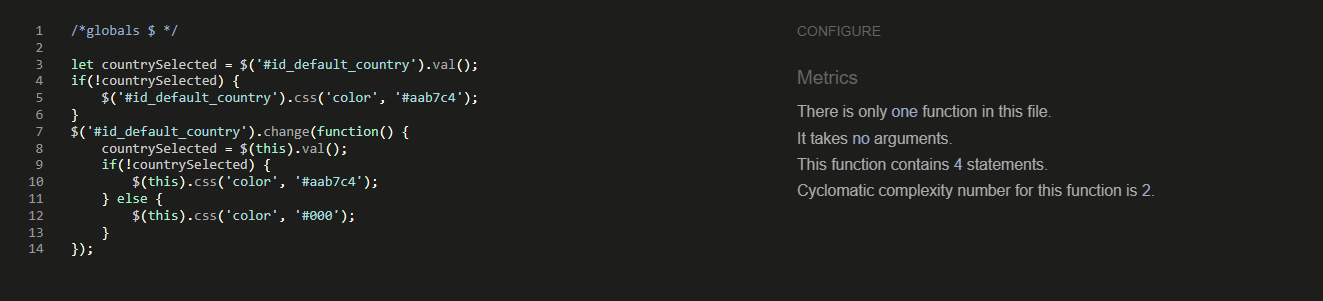 1 /*globals $ */
2
3 let countrySelected = $('#id_default_country').val();
4 if(!countrySelected) {
5     $('#id_default_country').css('color', '#aab7c4');
6 }
7 $('#id_default_country').change(function() {
8     countrySelected = $(this).val();
9     if(!countrySelected) {
10         $(this).css('color', '#aab7c4');
11     } else {
12         $(this).css('color', '#000');
13     }
14 });
CONFIGURE
Metrics
There is only one function in this file.
It takes no arguments.
This function contains 4 statements.
Cyclomatic complexity number for this function is 2.